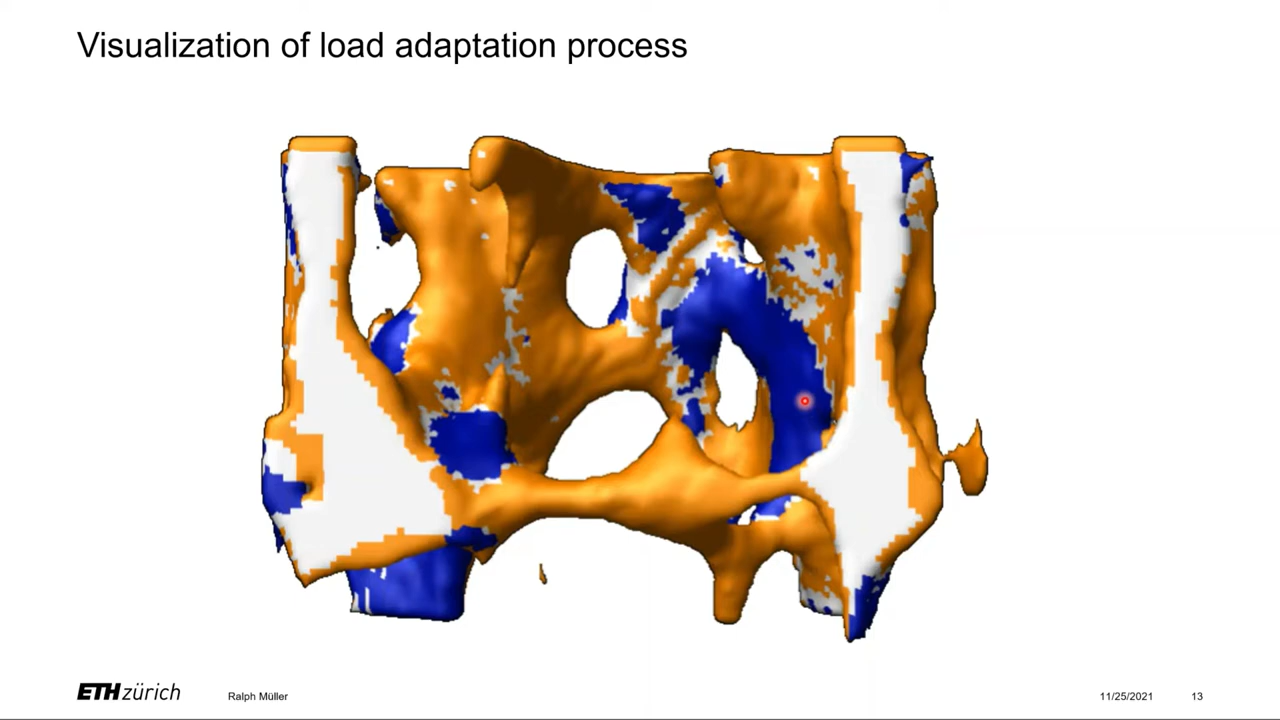 Visualization of load adaptation process
ETH zürich
Ralph Müller
11/25/2021
13